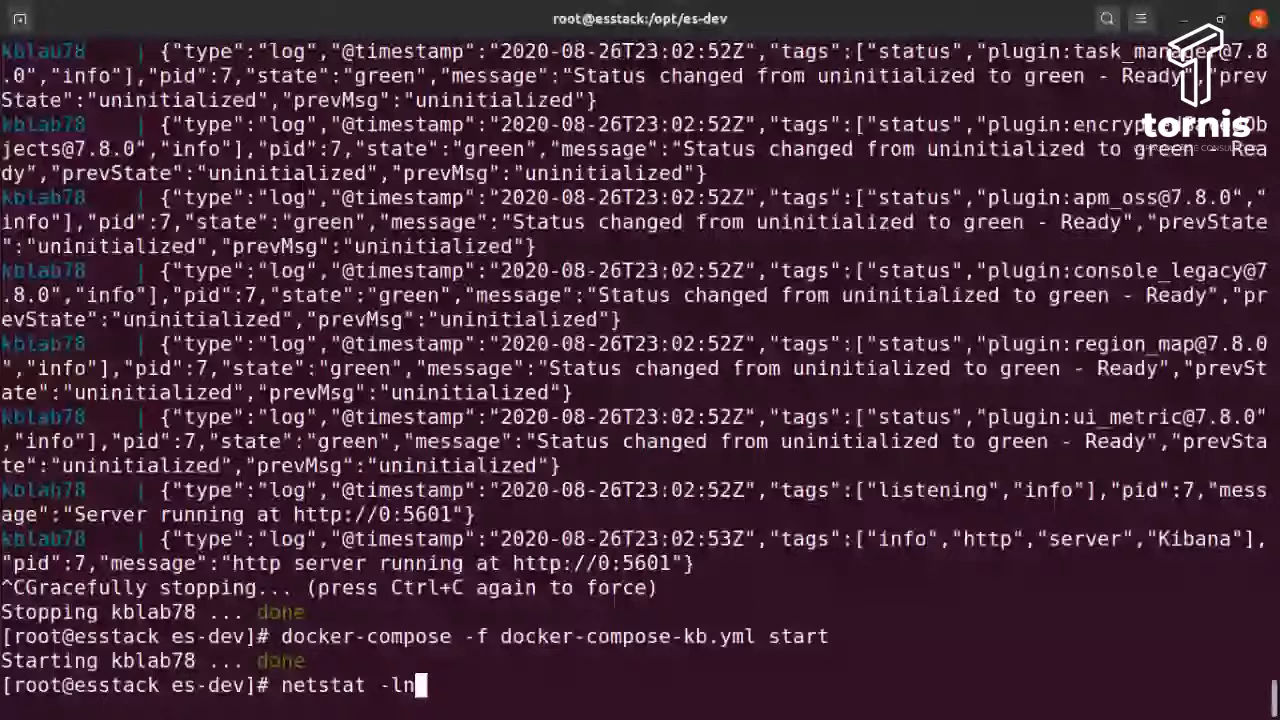 root@esstack:/opt/es-dev
kblab78    | {"type":"log","@timestamp":"2020-08-26T23:02:52Z","tags":["status","plugin:task_manager@7.8
.0","info"],"pid":7,"state":"green","message":"Status changed from uninitialized to green - Ready","prev
State":"uninitialized","prevMsg":"uninitialized"}
kblab78    | {"type":"log","@timestamp":"2020-08-26T23:02:52Z","tags":["status",
jects@7.8.0","info"],"pid":7,"state":"green","message":"Status changed from uninitialized to green - Rea
dy","prevState":"uninitialized","prevMsg":"uninitialized"}
kblab78    | {"type":"log","@timestamp":"2020-08-26T23:02:52Z","tags":["status","plugin:apm_oss@7.8.0","
info"],"pid":7,"state":"green","message":"Status changed from uninitialized to green - Ready","prevState
":"uninitialized","prevMsg":"uninitialized"}
kblab78    | {"type":"log","@timestamp":"2020-08-26T23:02:52Z","tags":["status","plugin:console_legacy@7
.8.0","info"],"pid":7,"state":"green","message":"Status changed from uninitialized to green - Ready","pr
evState":"uninitialized","prevMsg":"uninitialized"}
kblab78    | {"type":"log","@timestamp":"2020-08-26T23:02:52Z","tags":["status","plugin:region_map@7.8.0
","info"],"pid":7,"state":"green","message":"Status changed from uninitialized to green - Ready","prevSt
ate":"uninitialized","prevMsg":"uninitialized"}
kblab78    | {"type":"log","@timestamp":"2020-08-26T23:02:52Z","tags":["status","plugin:ui_metric@7.8.0"
,"info"],"pid":7,"state":"green","message":"Status changed from uninitialized to green - Ready","prevSta
te":"uninitialized","prevMsg":"uninitialized"}
kblab78    | {"type":"log","@timestamp":"2020-08-26T23:02:52Z","tags":["listening","info"],"pid":7,"mess
age":"Server running at http://0:5601"}
kblab78    | {"type":"log","@timestamp":"2020-08-26T23:02:53Z","tags":["info","http","server","Kibana"],
"pid":7,"message":"http server running at http://0:5601"}
^CGracefully stopping... (press Ctrl+C again to force)
Stopping kblab78 ... done
[root@esstack es-dev]# docker-compose -f docker-compose-kb.yml start
Starting kblab78 ... done
[root@esstack es-dev]# netstat -ln
tornis